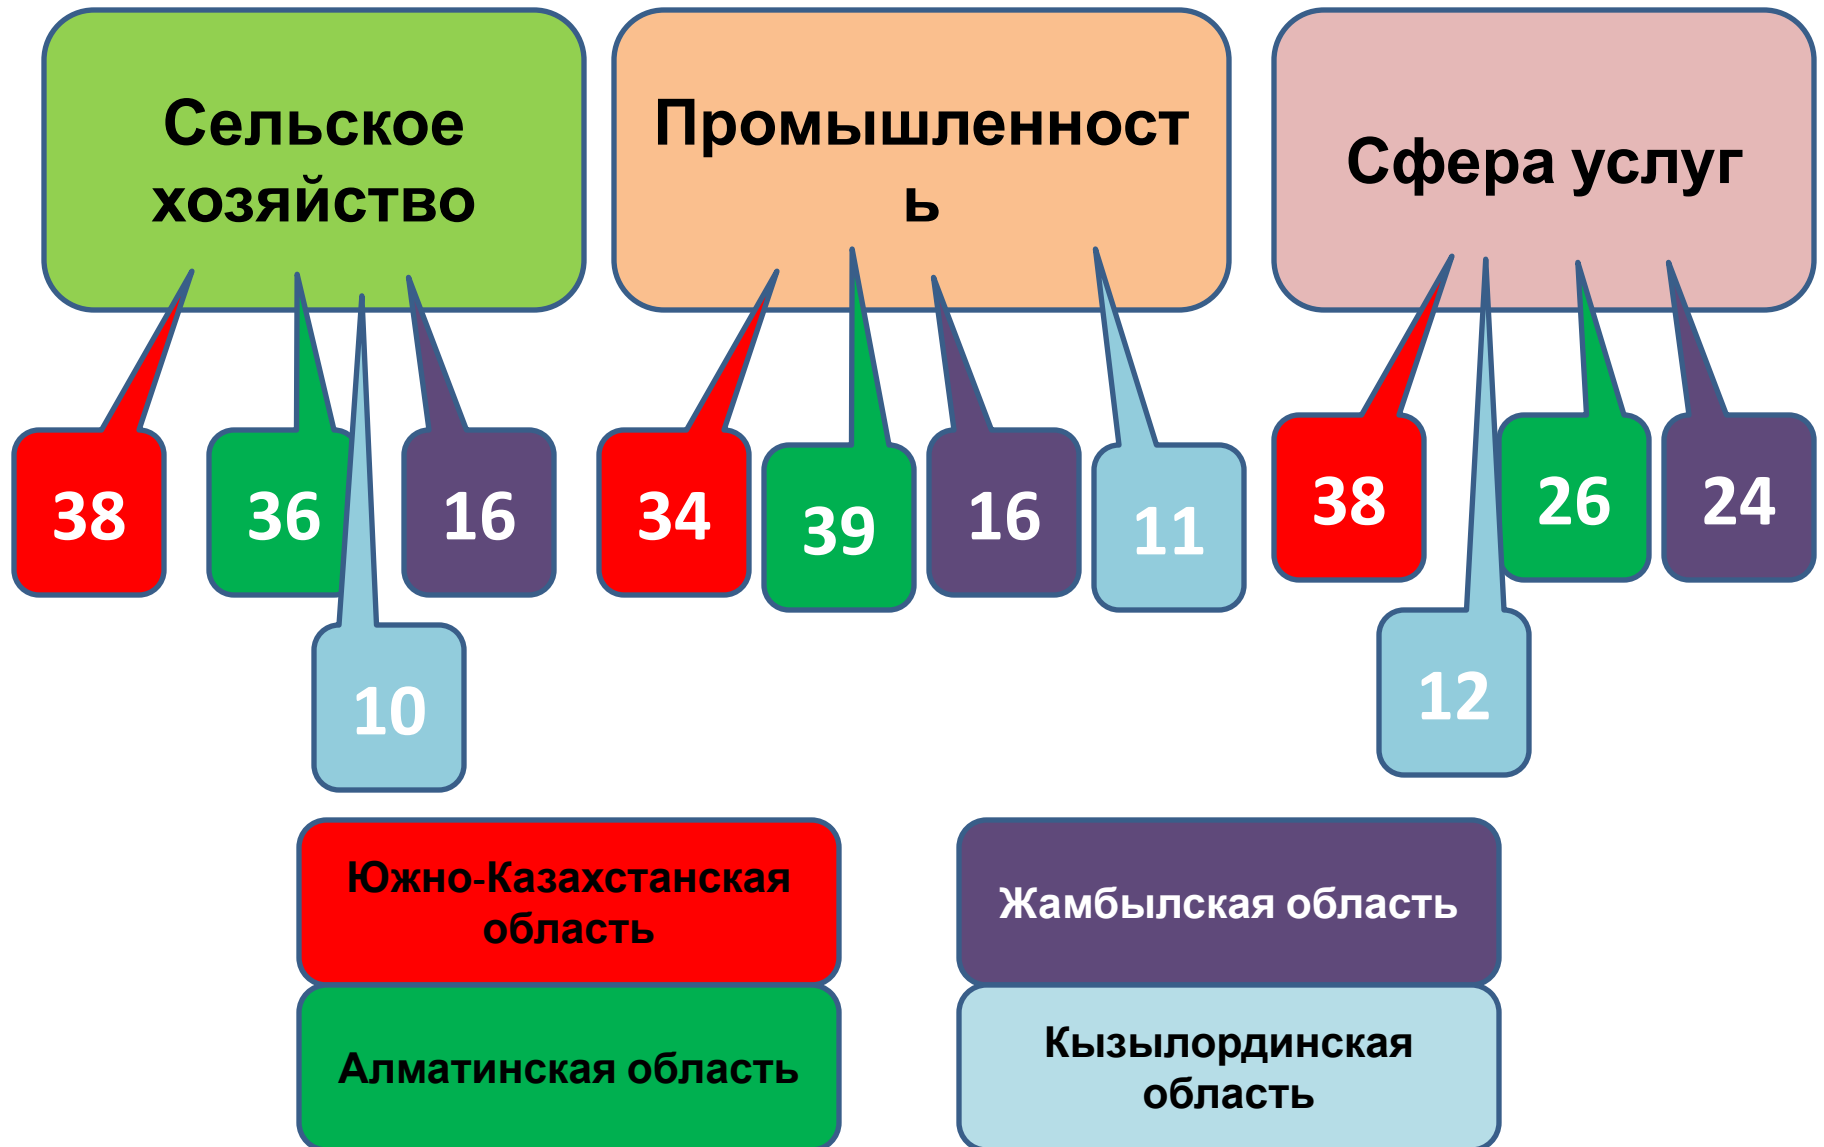 Сельское
хозяйство
Промышленност
ь
Сфера услуг
38
36
16
10
34
39
16
11
38
26
24
12
Южно-Казахстанская
область
Жамбылская область
Алматинская область
Кызылординская
область